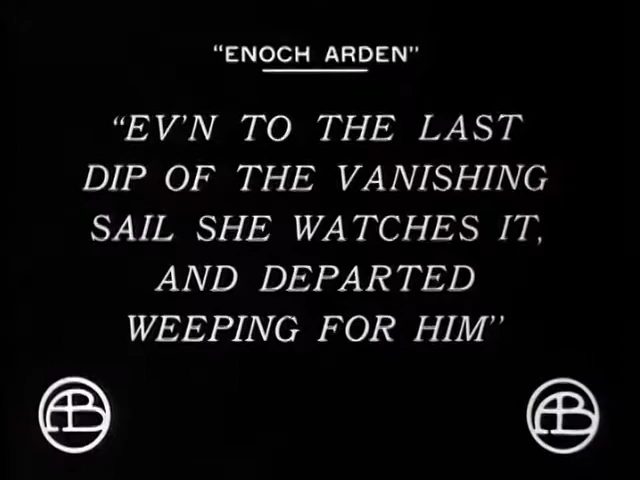 "ENOCH ARDEN"
"EV'N TO THE LAST
DIP OF THE VANISHING
SAIL SHE WATCHES IT,
AND DEPARTED
WEEPING FOR HIM"
AB AB